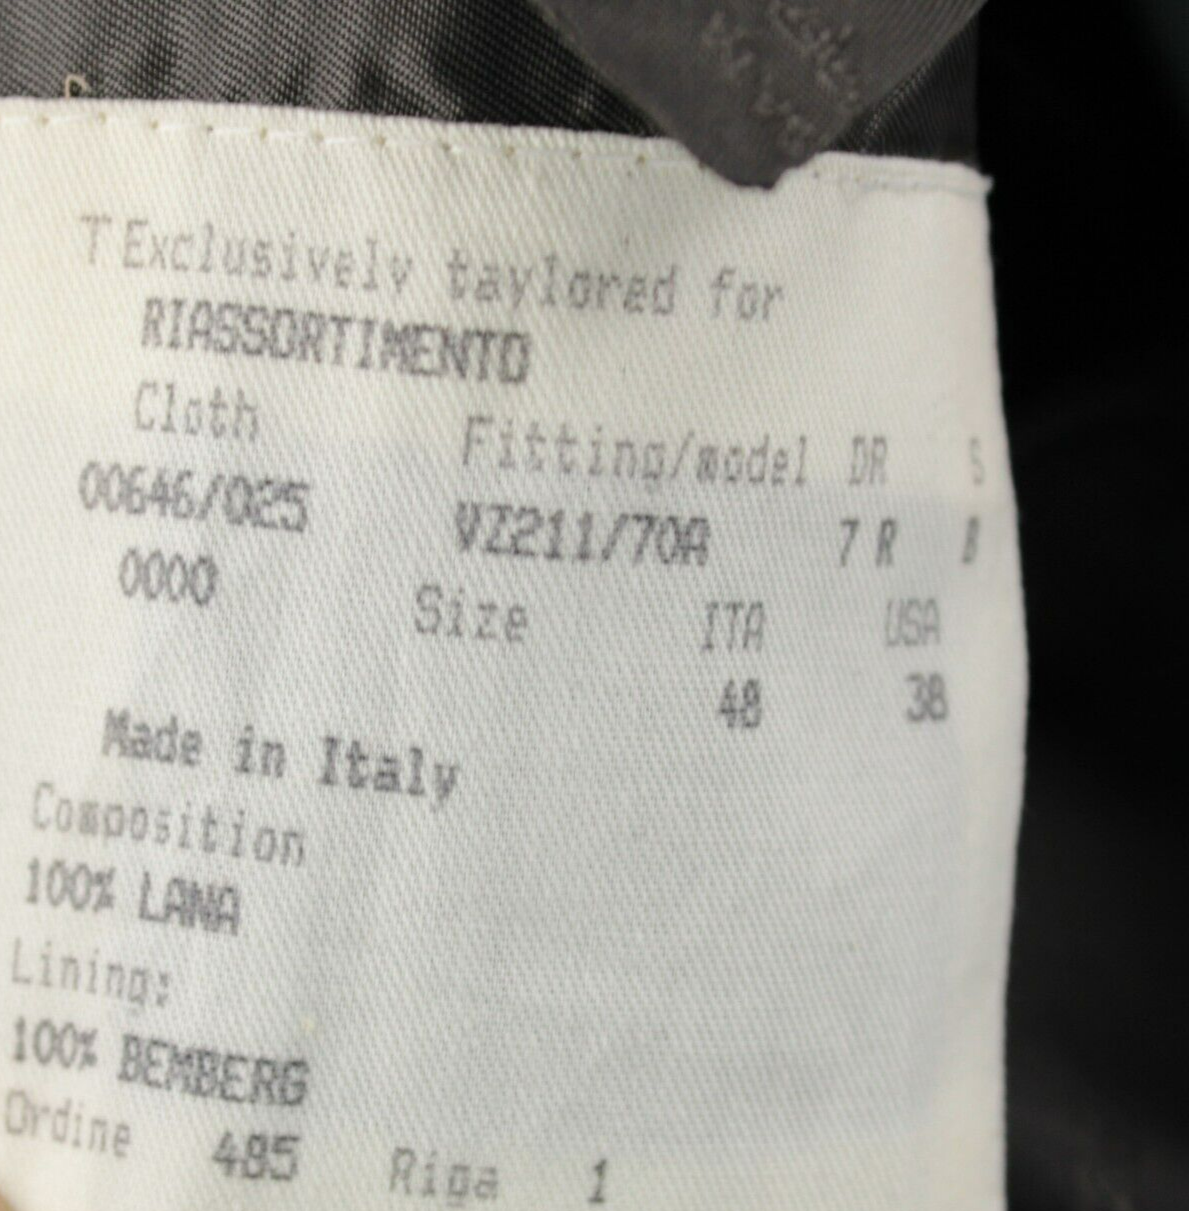 T Exclusively taylored for
RIASSORTIMENTO
Cloth Fitting/model DR S
00646/025 VZ211/70A 7 R B
0000 Size ITA USA
48 38
Made in Italy
Composition
100% LANA
Lining:
100% BEMBERG
Ordine 485 Riga 1